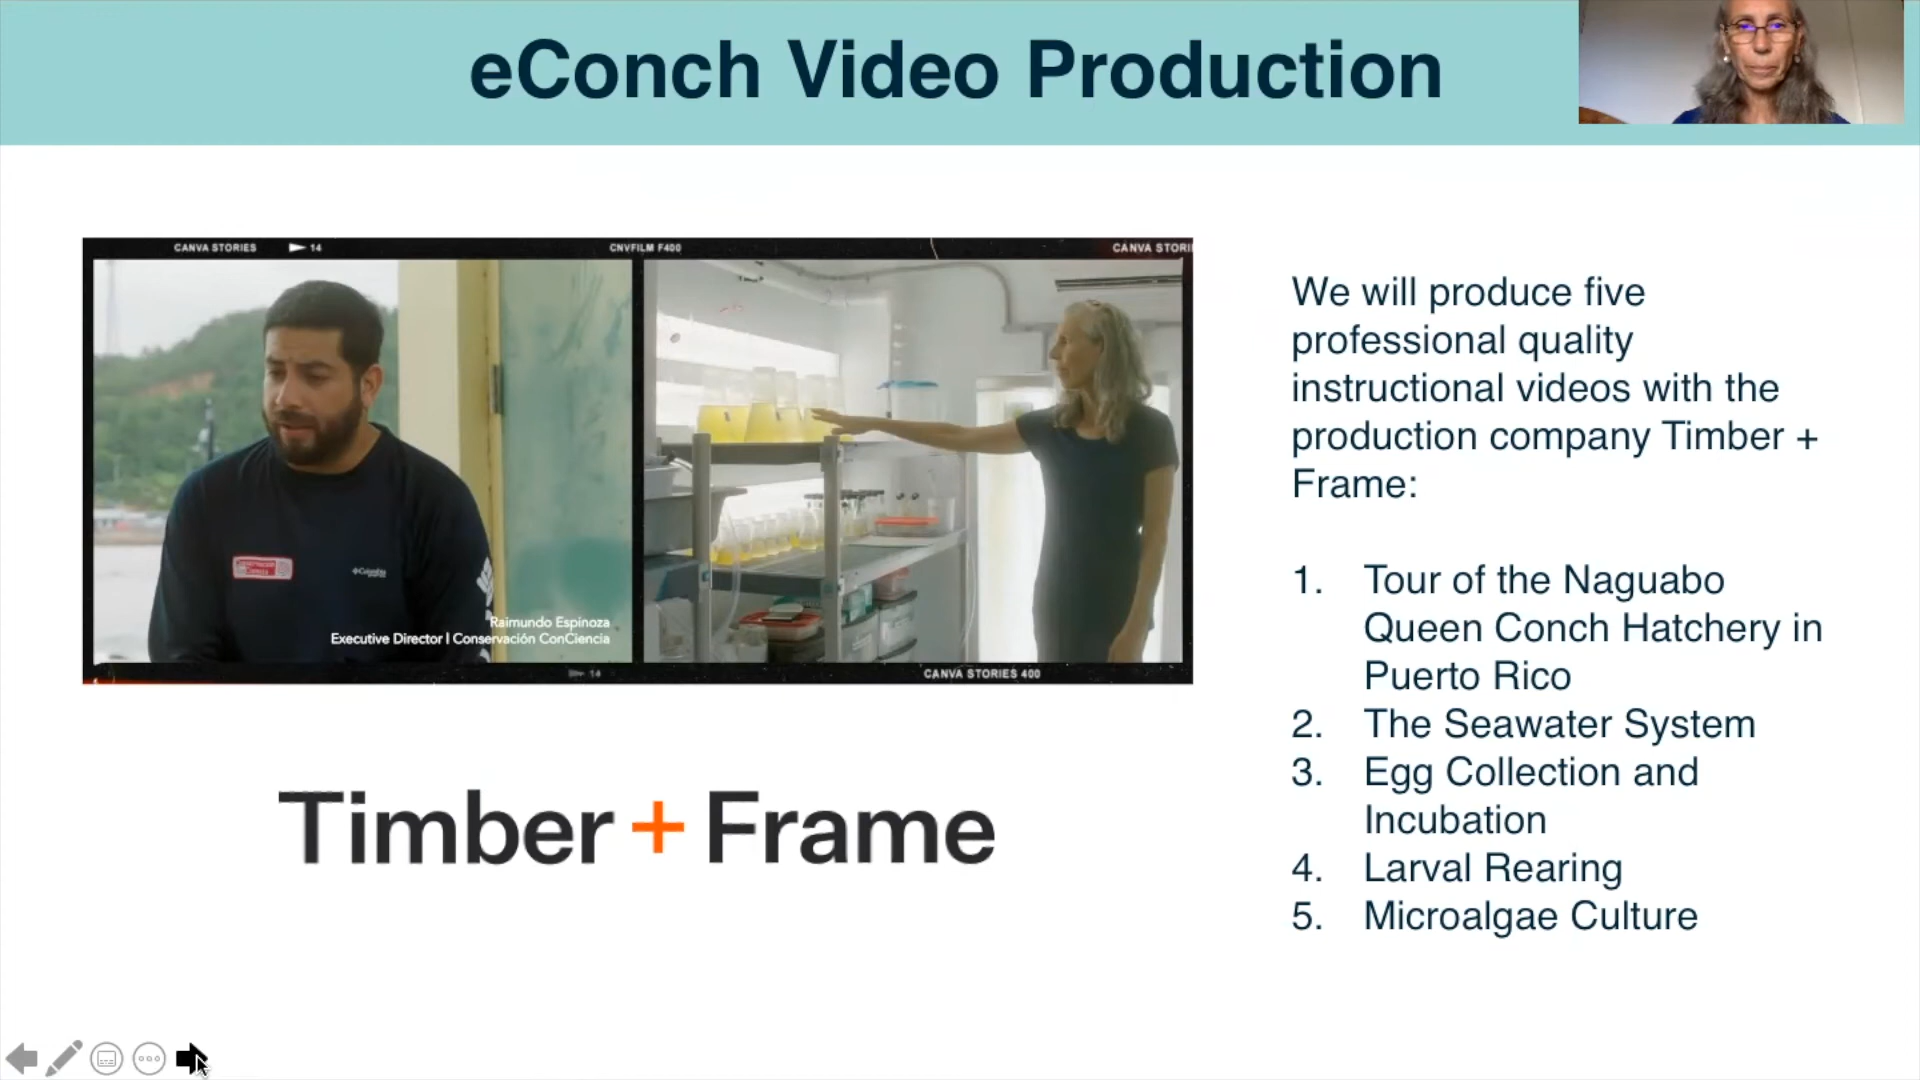 eConch Video Production
CANVA STORIES
14
CNVFILM F400
CANVA STORI
Raimundo Espinoza
Executive Director | Conservación ConCiencia
Columbia
14
CANVA STORIES 400
Timber + Frame
We will produce five
professional quality
instructional videos with the
production company Timber +
Frame:
1. Tour of the Naguabo
Queen Conch Hatchery in
Puerto Rico
2. The Seawater System
3. Egg Collection and
Incubation
4. Larval Rearing
5. Microalgae Culture